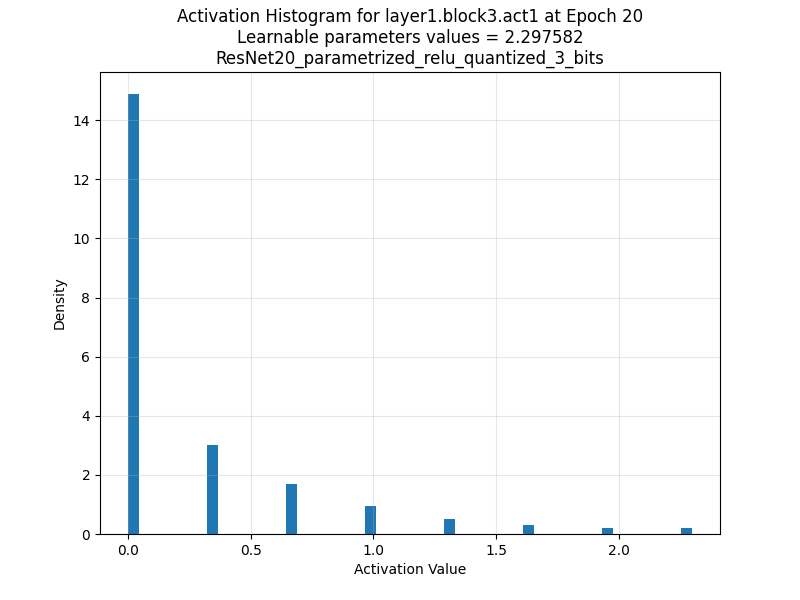 Activation Histogram for layer1.block3.act1 at Epoch 20
Learnable parameters values = 2.297582
ResNet20_parametrized_relu_quantized_3_bits
Density
14
12
10
8
6
4
2
0
0.0 0.5 1.0 1.5 2.0
Activation Value